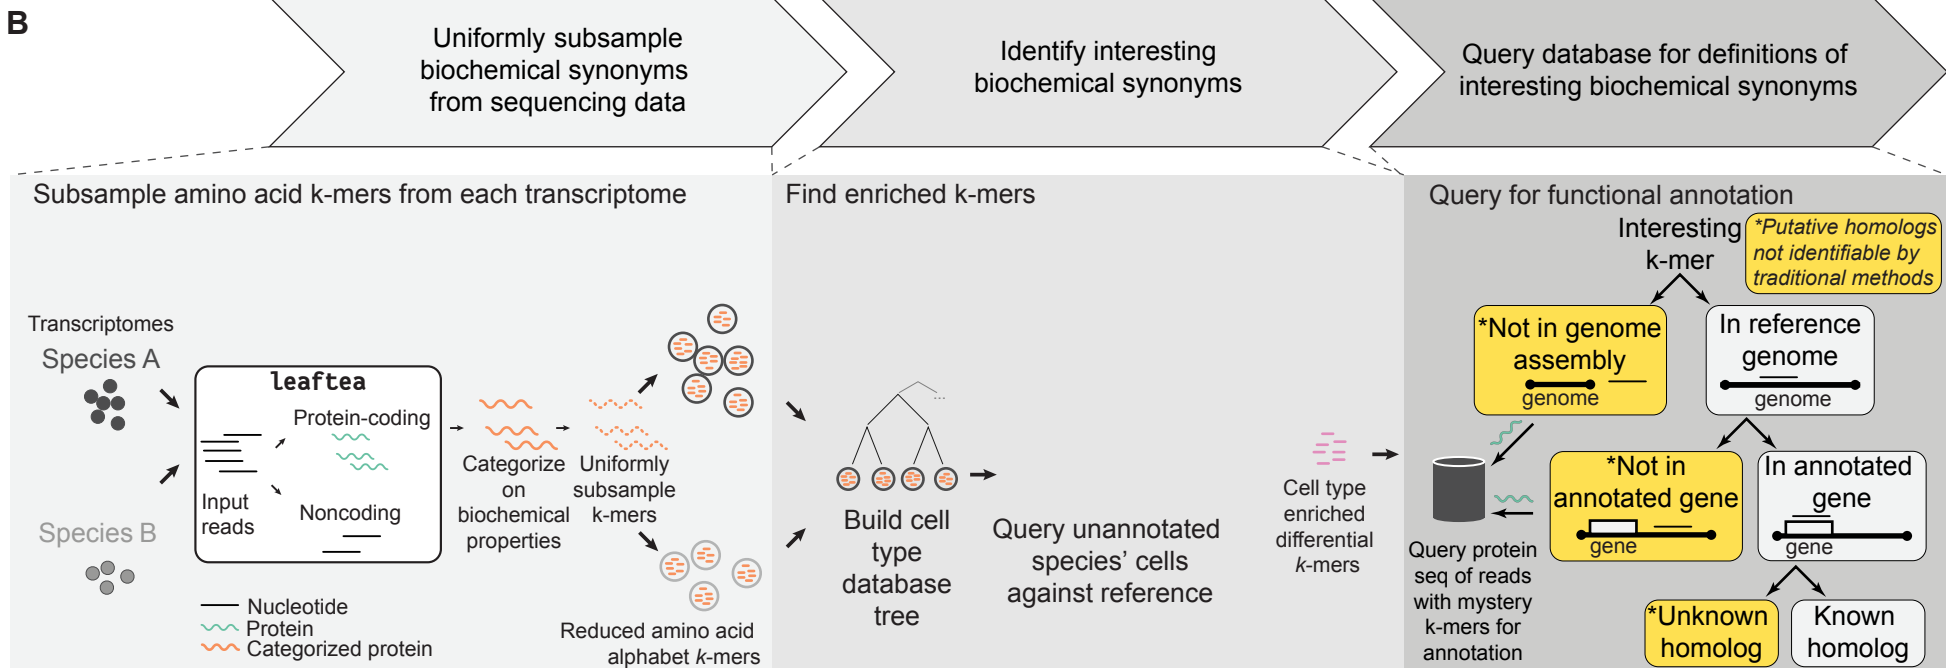 B
Uniformly subsample
biochemical synonyms
from sequencing data
Identify interesting
biochemical synonyms
Query database for definitions of
interesting biochemical synonyms
Subsample amino acid k-mers from each transcriptome
Transcriptomes
Species A
Species B
leaftea
Protein-coding
Input
reads
Noncoding
Nucleotide
Protein
Categorized protein
Categorize
on
biochemical
properties
Uniformly
subsample
k-mers
Reduced amino acid
alphabet k-mers
Find enriched k-mers
...
Build cell
type
database
tree
Query unannotated
species' cells
against reference
Cell type
enriched
differential
k-mers
Query for functional annotation
Interesting
k-mer
*Putative homologs
not identifiable by
traditional methods
*Not in genome
assembly
genome
In reference
genome
genome
*Not in
annotated gene
gene
In annotated
gene
gene
Query protein
seq of reads
with mystery
k-mers for
annotation
*Unknown
homolog
Known
homolog